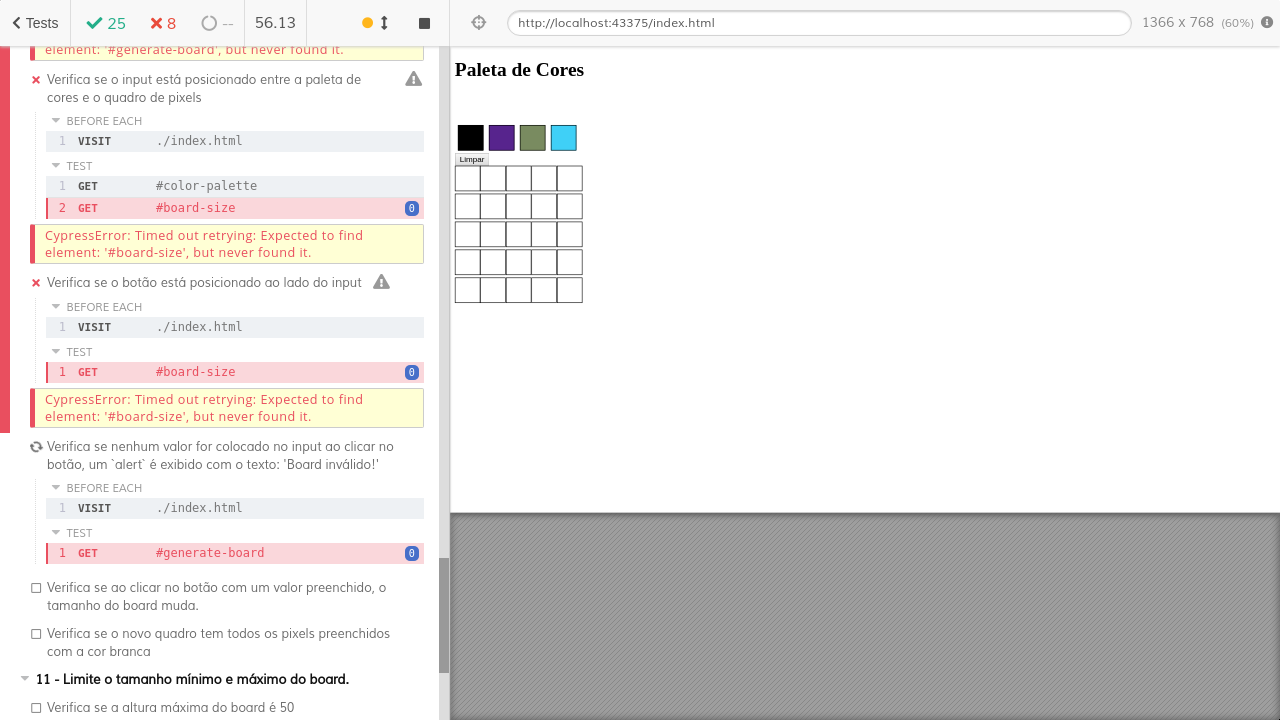 Tests
25
8
--
56.13
http://localhost:43375/index.html
1366 x 768 (60%)
element: '#generate-board', but never found it.
Verifica se o input está posicionado entre a paleta de
cores e o quadro de pixels
BEFORE EACH
1 VISIT ./index.html
TEST
1 GET #color-palette
2 GET #board-size 0
CypressError: Timed out retrying: Expected to find
element: '#board-size', but never found it.
Verifica se o botão está posicionado ao lado do input
BEFORE EACH
1 VISIT ./index.html
TEST
1 GET #board-size 0
CypressError: Timed out retrying: Expected to find
element: '#board-size', but never found it.
Verifica se nenhum valor for colocado no input ao clicar no
botão, um `alert` é exibido com o texto: 'Board inválido!'
BEFORE EACH
1 VISIT ./index.html
TEST
1 GET #generate-board 0
Verifica se ao clicar no botão com um valor preenchido, o
tamanho do board muda.
Verifica se o novo quadro tem todos os pixels preenchidos
com a cor branca
11 - Limite o tamanho mínimo e máximo do board.
Verifica se a altura máxima do board é 50
Paleta de Cores
Limpar